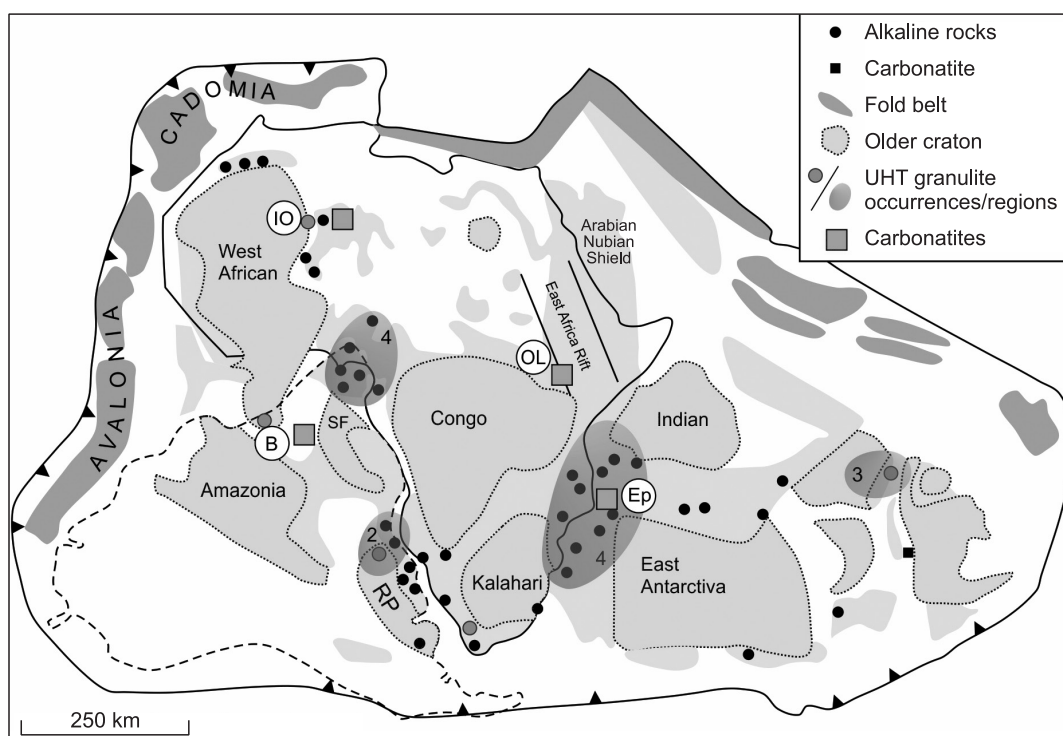 Alkaline rocks
Carbonatite
Fold belt
Older craton
UHT granulite
occurrences/regions
Carbonatites
CADOMIA
AVALONIA
IO
West
African
Arabian
Nubian
Shield
East Africa Rift
4
OL
SF
Congo
Indian
B
Amazonia
3
Ep
2
4
RP
Kalahari
East
Antarctiva
250 km